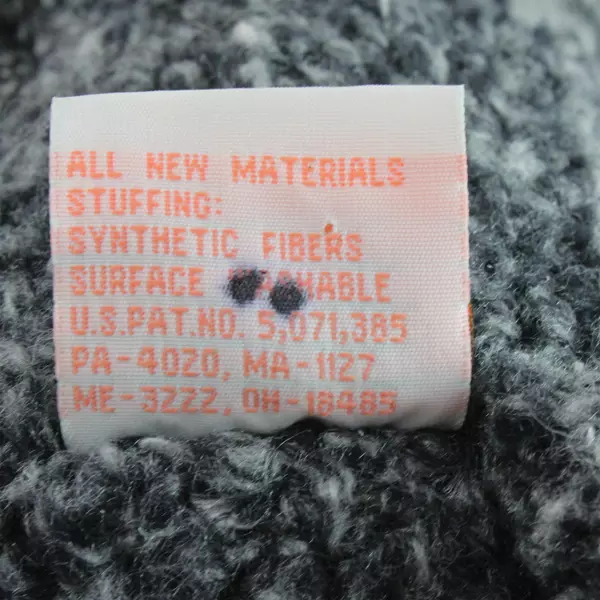 ALL NEW MATERIALS
STUFFING:
SYNTHETIC FIBERS
SURFACE WASHABLE
U.S.PAT.NO. 5,071,385
PA-4020, MA-1127
ME-3222, OH-18485